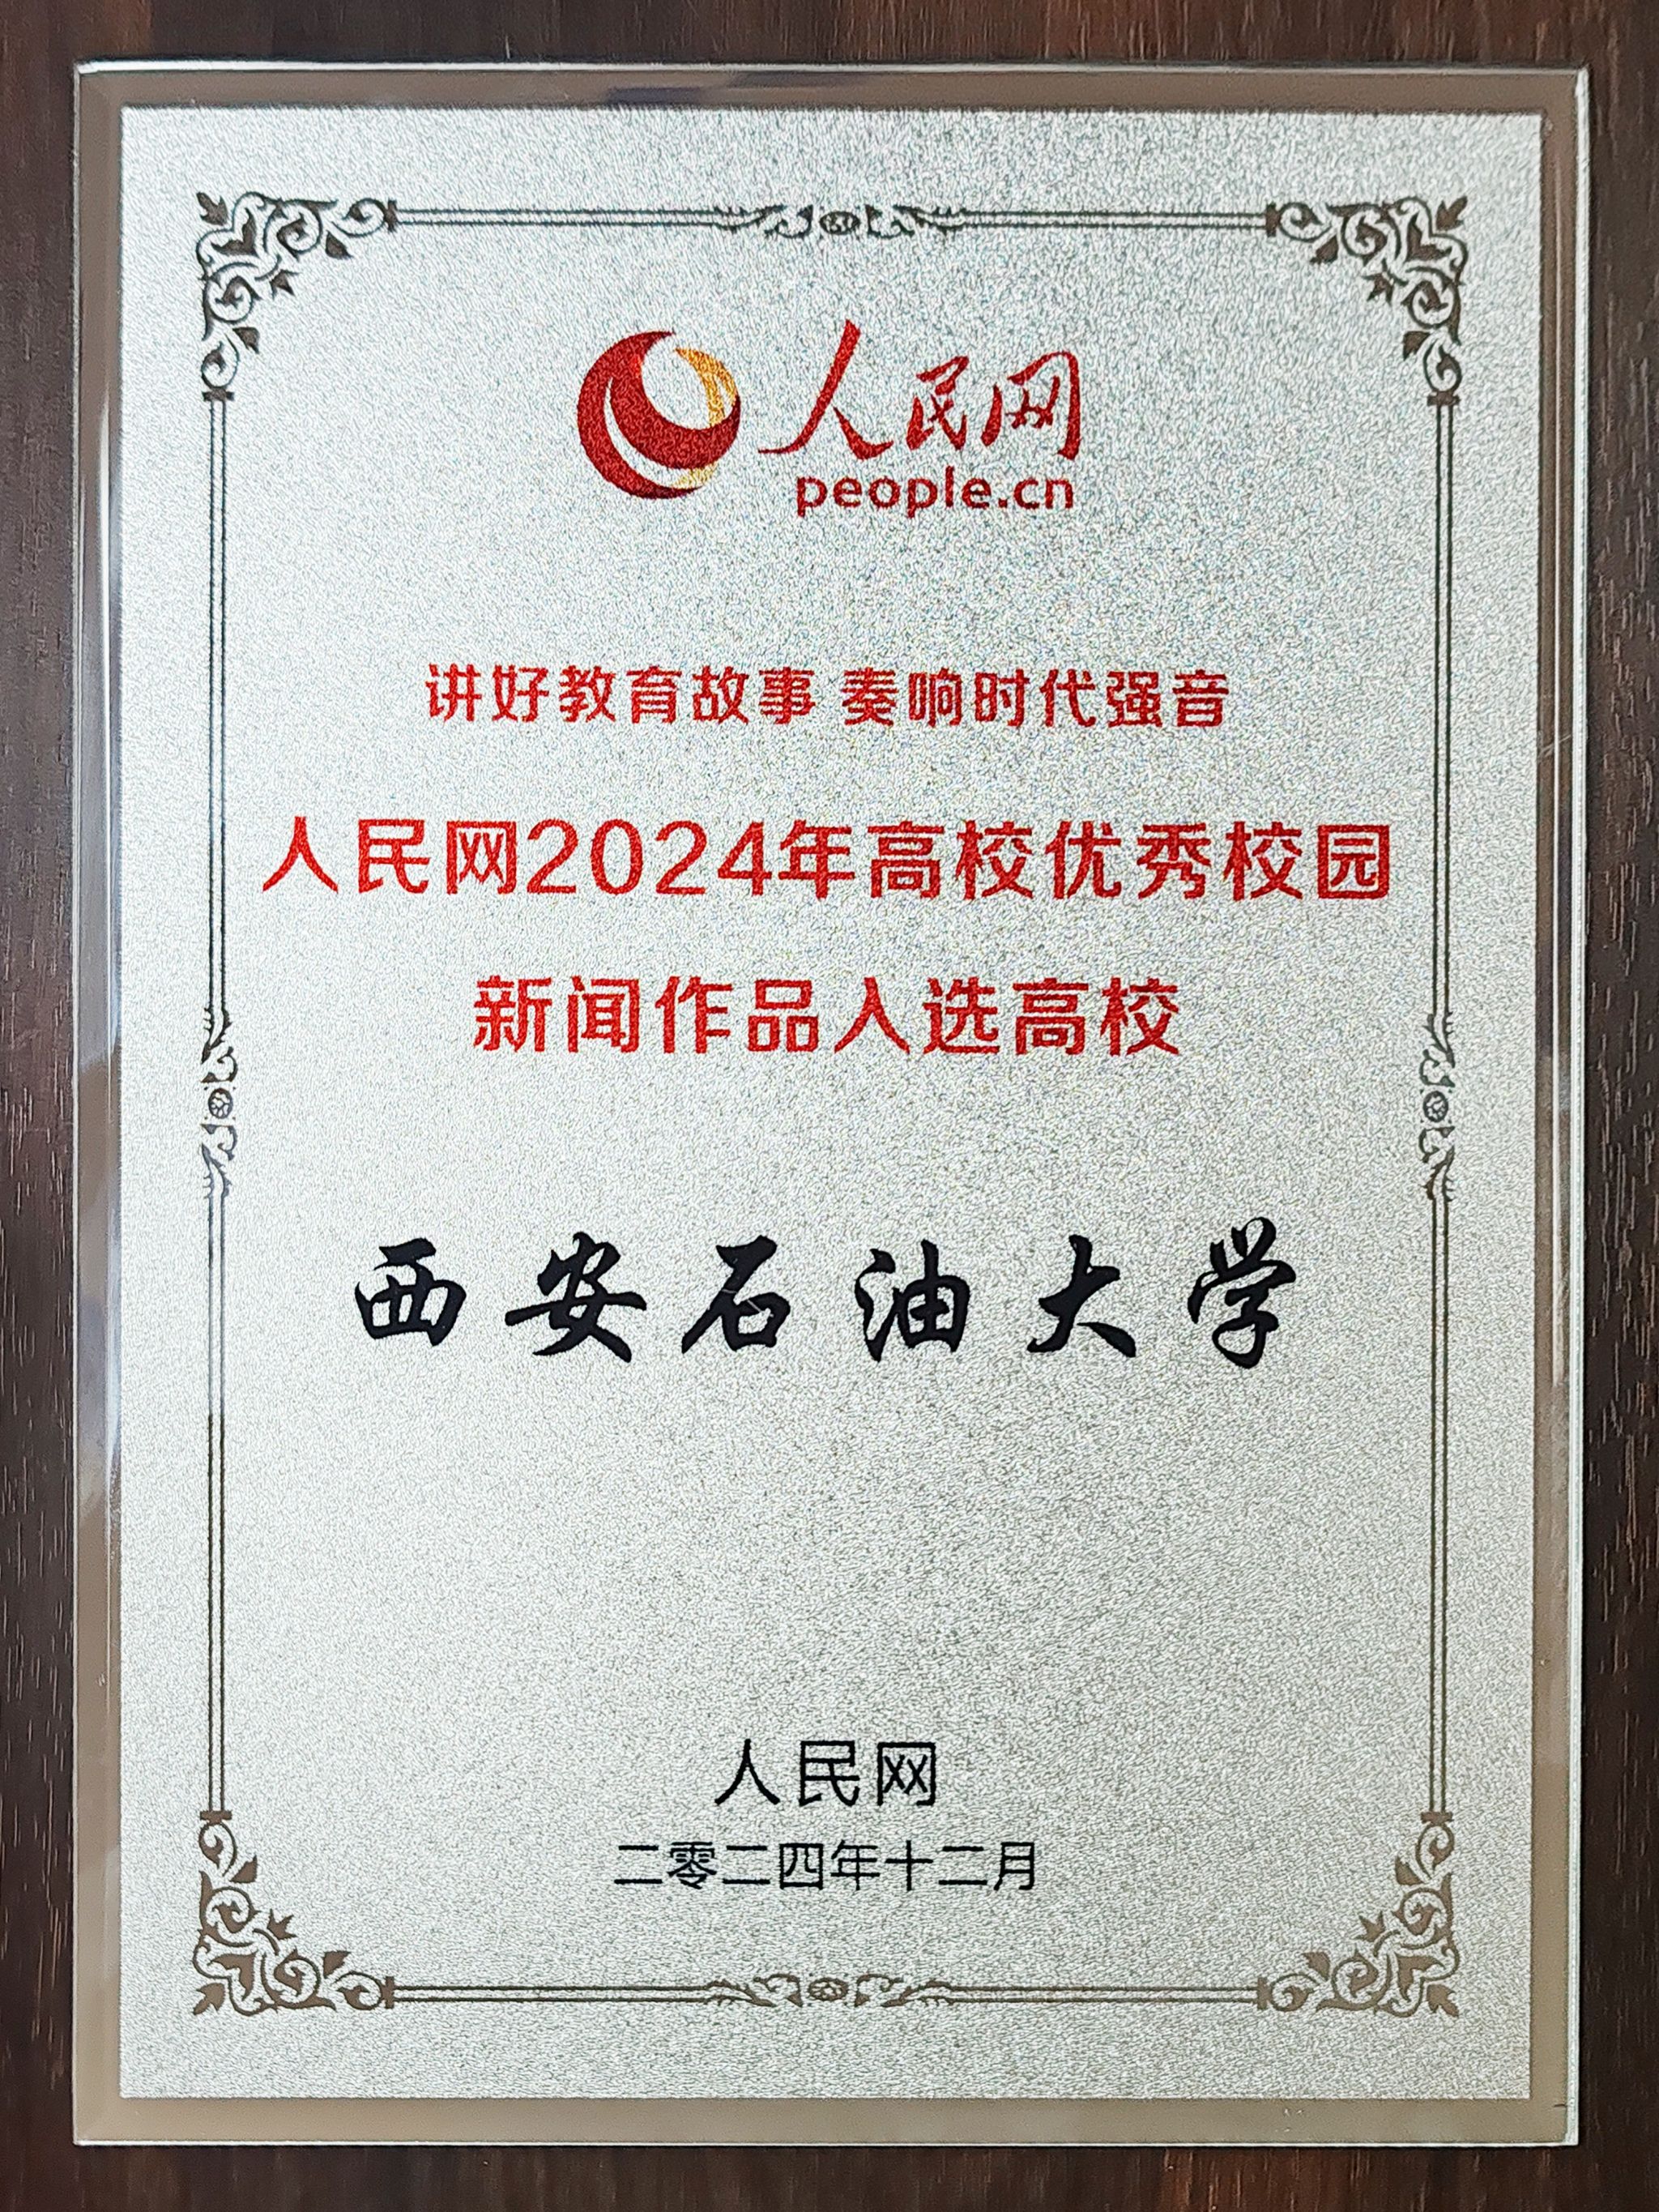 人民网
people.cn
讲好教育故事 奏响时代强音
人民网2024年高校优秀校园
新闻作品入选高校
西安石油大学
人民网
二零二四年十二月